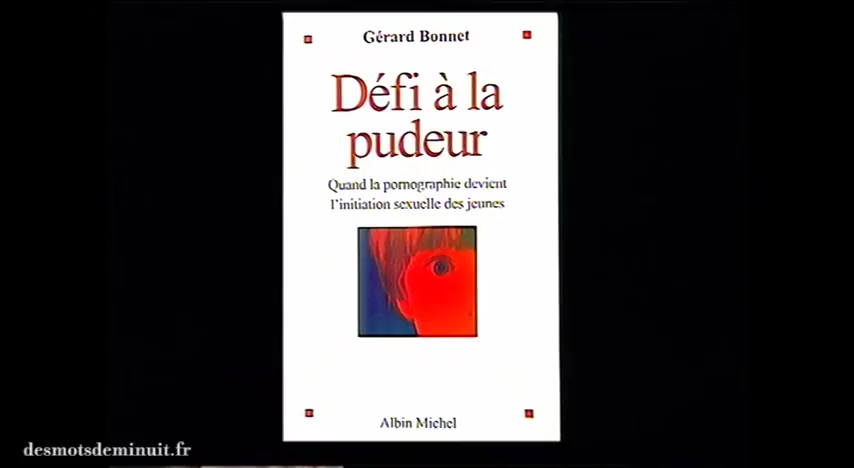 Gérard Bonnet
Défi à la
pudeur
Quand la pornographie devient
l'initiation sexuelle des jeunes
Albin Michel
desmotsdeminuit.fr